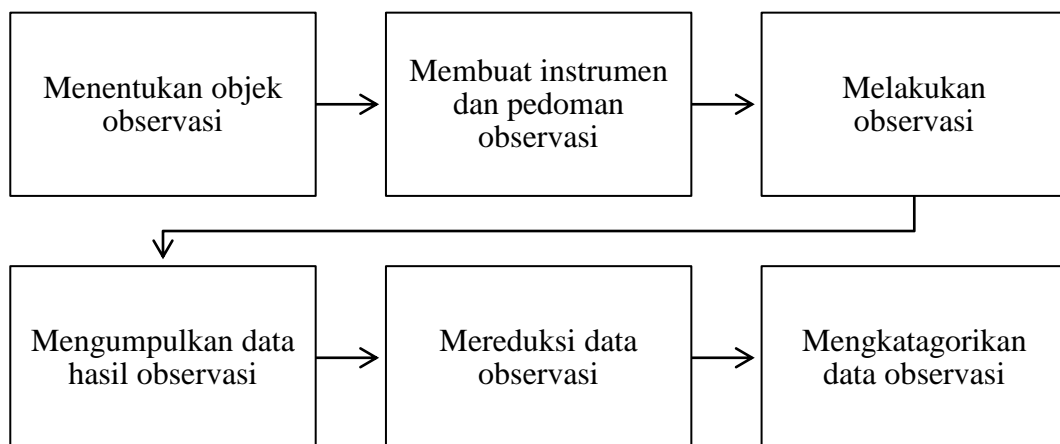 Menentukan objek
observasi
Membuat instrumen
dan pedoman
observasi
Melakukan
observasi
Mengumpulkan data
hasil observasi
Mereduksi data
observasi
Mengkatagorikan
data observasi